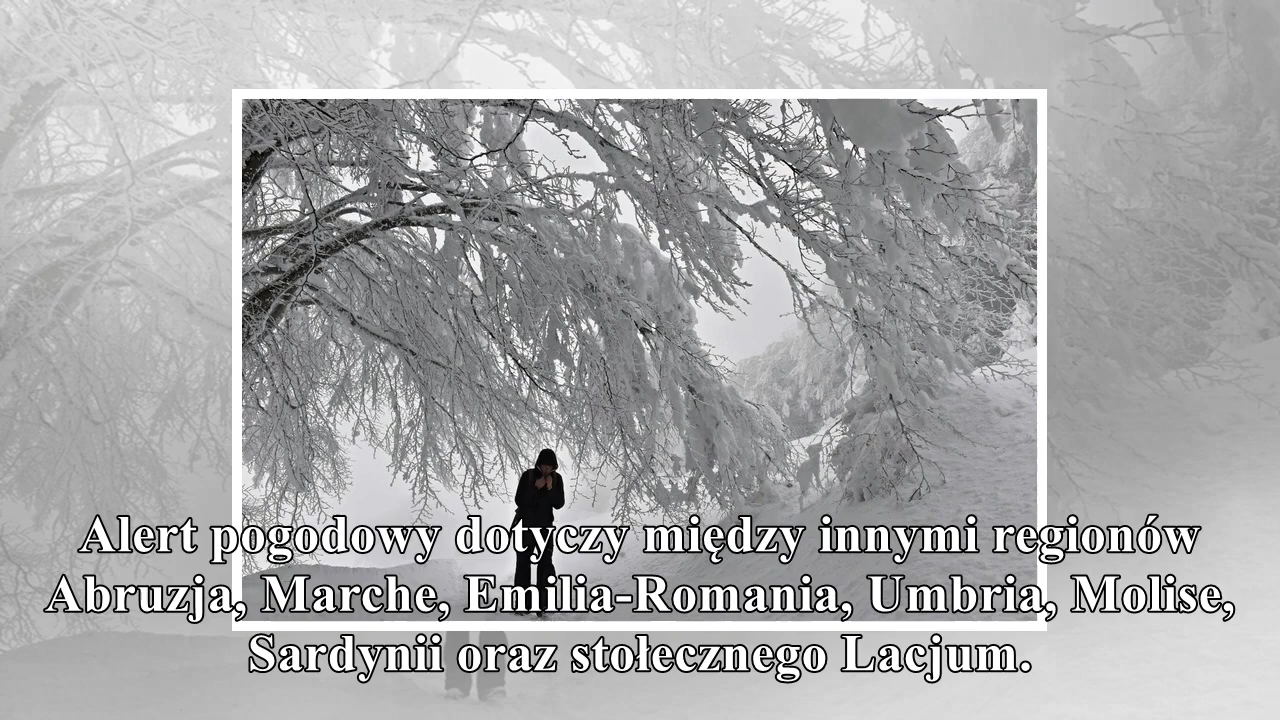 Alert pogodowy dotyczy między innymi regionów
Abruzja, Marche, Emilia-Romania, Umbria, Molise,
Sardynii oraz stołecznego Lacjum.